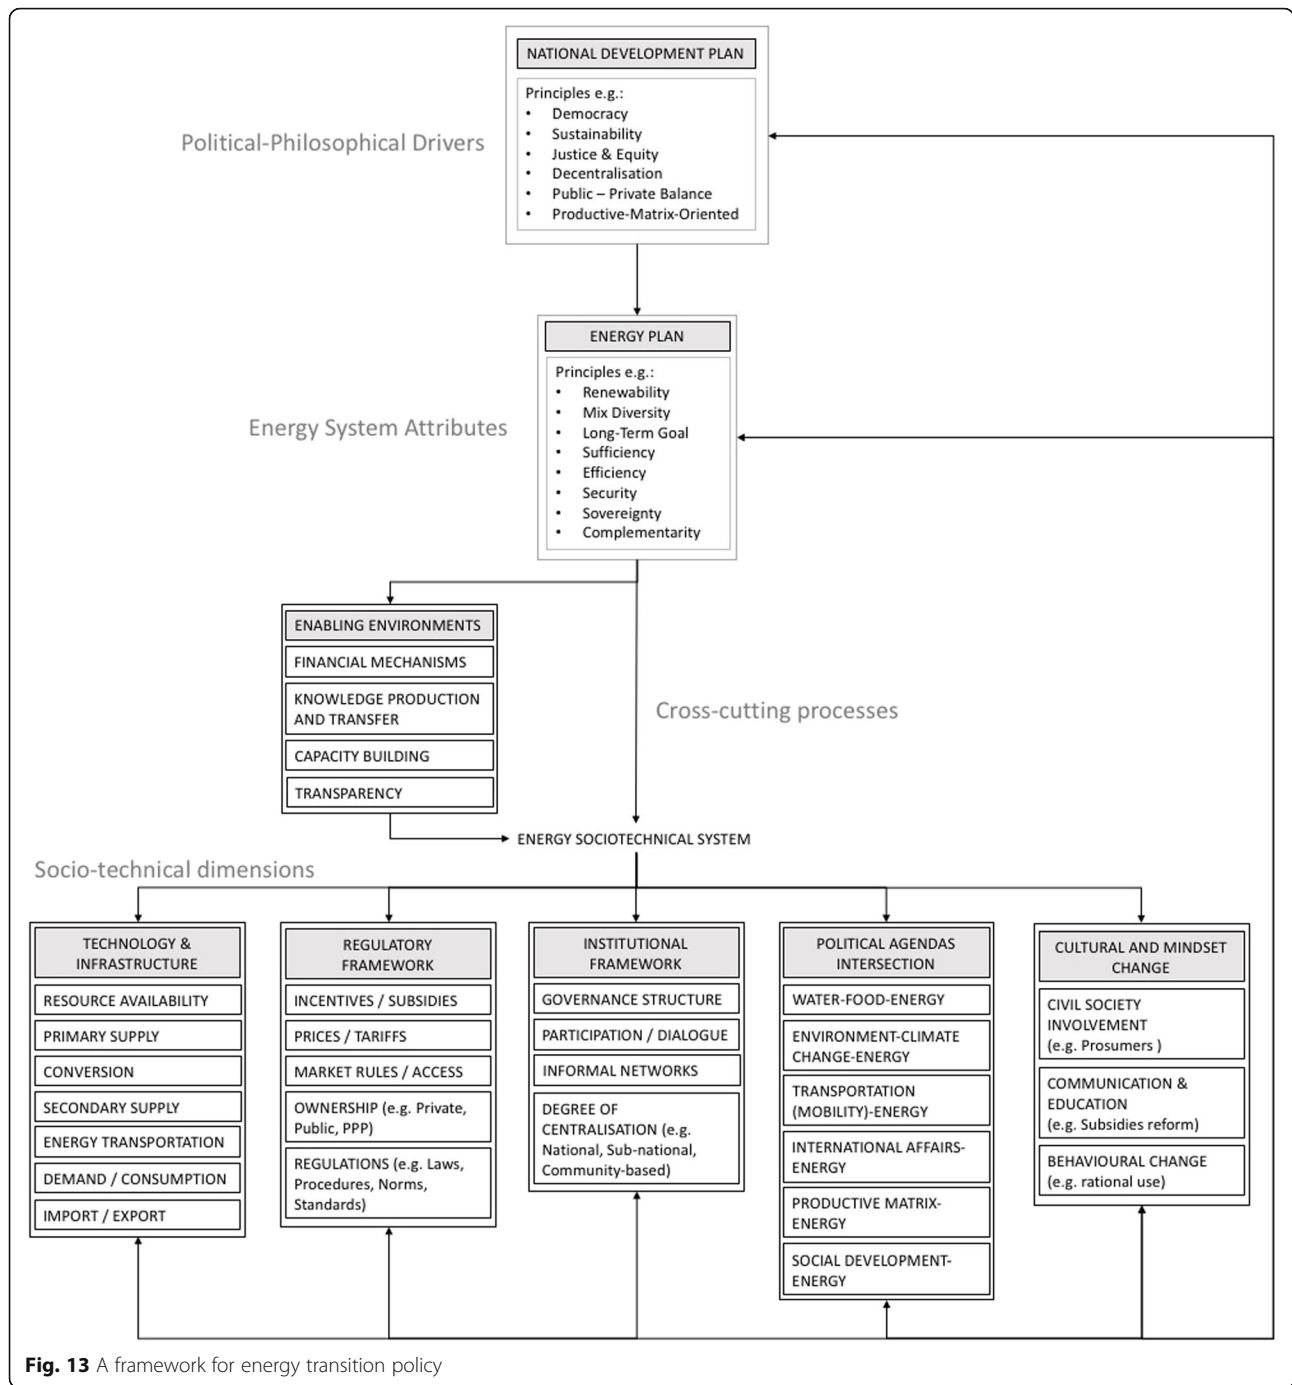 NATIONAL DEVELOPMENT PLAN
Principles e.g.:
• Democracy
• Sustainability
• Justice & Equity
• Decentralisation
• Public – Private Balance
• Productive-Matrix-Oriented
Political-Philosophical Drivers
ENERGY PLAN
Principles e.g.:
• Renewability
• Mix Diversity
• Long-Term Goal
• Sufficiency
• Efficiency
• Security
• Sovereignty
• Complementarity
Energy System Attributes
ENABLING ENVIRONMENTS
FINANCIAL MECHANISMS
KNOWLEDGE PRODUCTION
AND TRANSFER
CAPACITY BUILDING
TRANSPARENCY
Cross-cutting processes
ENERGY SOCIOTECHNICAL SYSTEM
Socio-technical dimensions
TECHNOLOGY &
INFRASTRUCTURE
RESOURCE AVAILABILITY
PRIMARY SUPPLY
CONVERSION
SECONDARY SUPPLY
ENERGY TRANSPORTATION
DEMAND / CONSUMPTION
IMPORT / EXPORT
REGULATORY
FRAMEWORK
INCENTIVES / SUBSIDIES
PRICES / TARIFFS
MARKET RULES / ACCESS
OWNERSHIP (e.g. Private,
Public, PPP)
REGULATIONS (e.g. Laws,
Procedures, Norms,
Standards)
INSTITUTIONAL
FRAMEWORK
GOVERNANCE STRUCTURE
PARTICIPATION / DIALOGUE
INFORMAL NETWORKS
DEGREE OF
CENTRALISATION (e.g.
National, Sub-national,
Community-based)
POLITICAL AGENDAS
INTERSECTION
WATER-FOOD-ENERGY
ENVIRONMENT-CLIMATE
CHANGE-ENERGY
TRANSPORTATION
(MOBILITY)-ENERGY
INTERNATIONAL AFFAIRS-
ENERGY
PRODUCTIVE MATRIX-
ENERGY
SOCIAL DEVELOPMENT-
ENERGY
CULTURAL AND MINDSET
CHANGE
CIVIL SOCIETY
INVOLVEMENT
(e.g. Prosumers )
COMMUNICATION &
EDUCATION
(e.g. Subsidies reform)
BEHAVIOURAL CHANGE
(e.g. rational use)
Fig. 13 A framework for energy transition policy